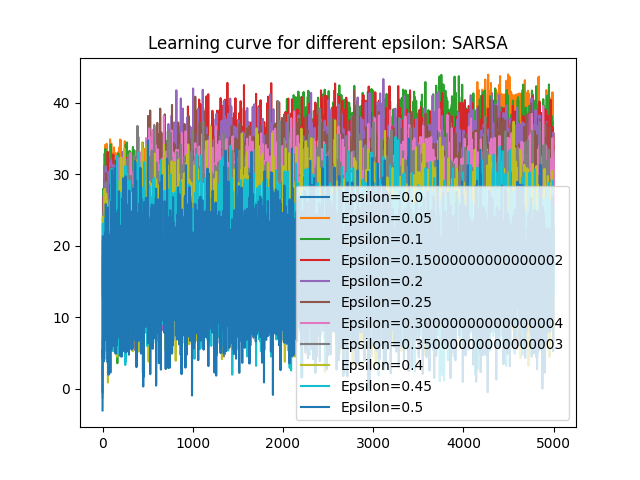 Learning curve for different epsilon: SARSA
40
30
20
10
0
Epsilon=0.0
Epsilon=0.05
Epsilon=0.1
Epsilon=0.15000000000000002
Epsilon=0.2
Epsilon=0.25
Epsilon=0.30000000000000004
Epsilon=0.35000000000000003
Epsilon=0.4
Epsilon=0.45
Epsilon=0.5
0 1000 2000 3000 4000 5000